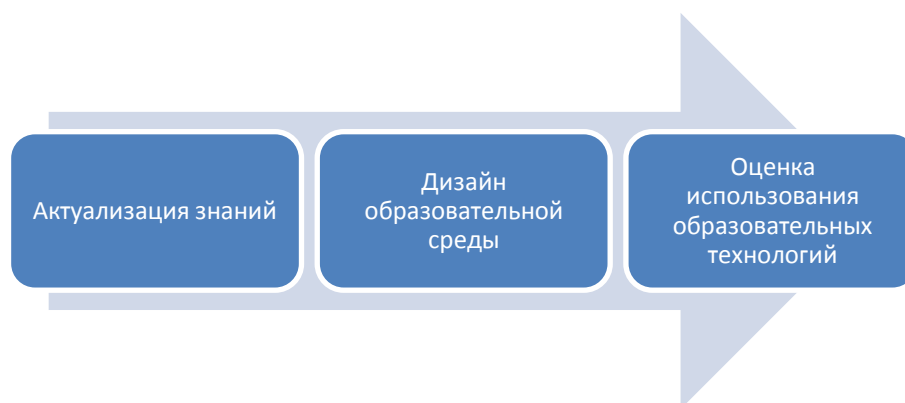 Актуализация знаний
Дизайн
образовательной
среды
Оценка
использования
образовательных
технологий